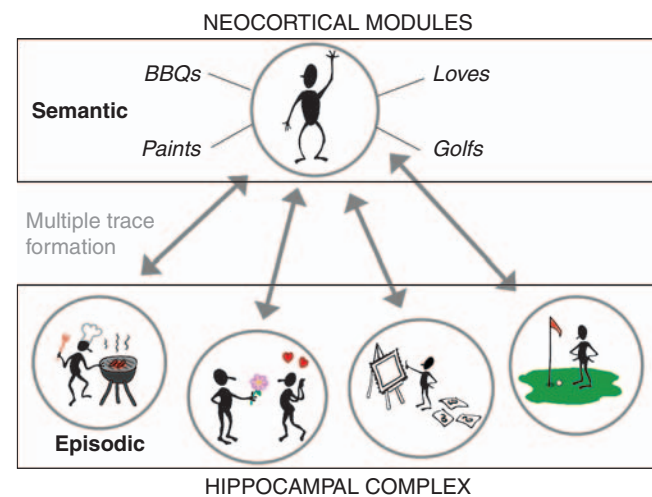 NEOCORTICAL MODULES
BBQs
Loves
Semantic
Paints
Golfs
Multiple trace
formation
Episodic
HIPPOCAMPAL COMPLEX